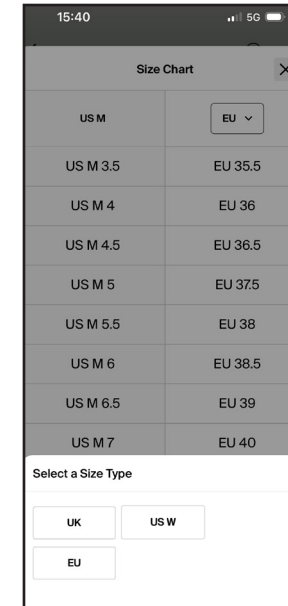 15:40 5G
Size Chart
US M EU
US M 3.5 EU 35.5
US M 4 EU 36
US M 4.5 EU 36.5
US M 5 EU 37.5
US M 5.5 EU 38
US M 6 EU 38.5
US M 6.5 EU 39
US M 7 EU 40
Select a Size Type
UK US W
EU